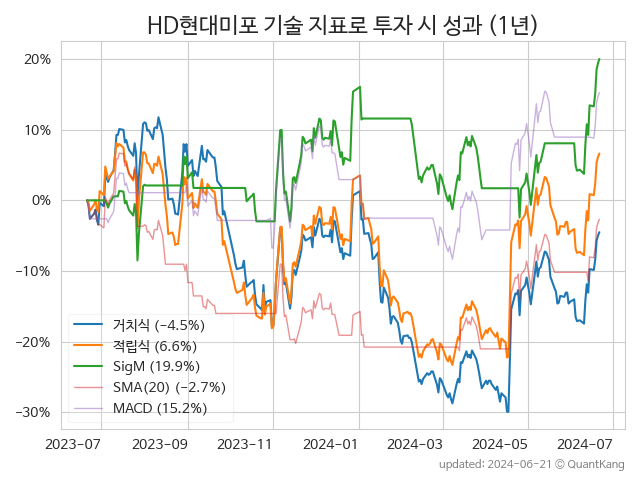 HD현대미포 기술 지표로 투자 시 성과 (1년)
20%
10%
0%
−10%
−20%
−30%
거치식 (−4.5%)
적립식 (6.6%)
SigM (19.9%)
SMA(20) (−2.7%)
MACD (15.2%)
2023-07 2023-09 2023-11 2024-01 2024-03 2024-05 2024-07
updated: 2024-06-21 © QuantKang